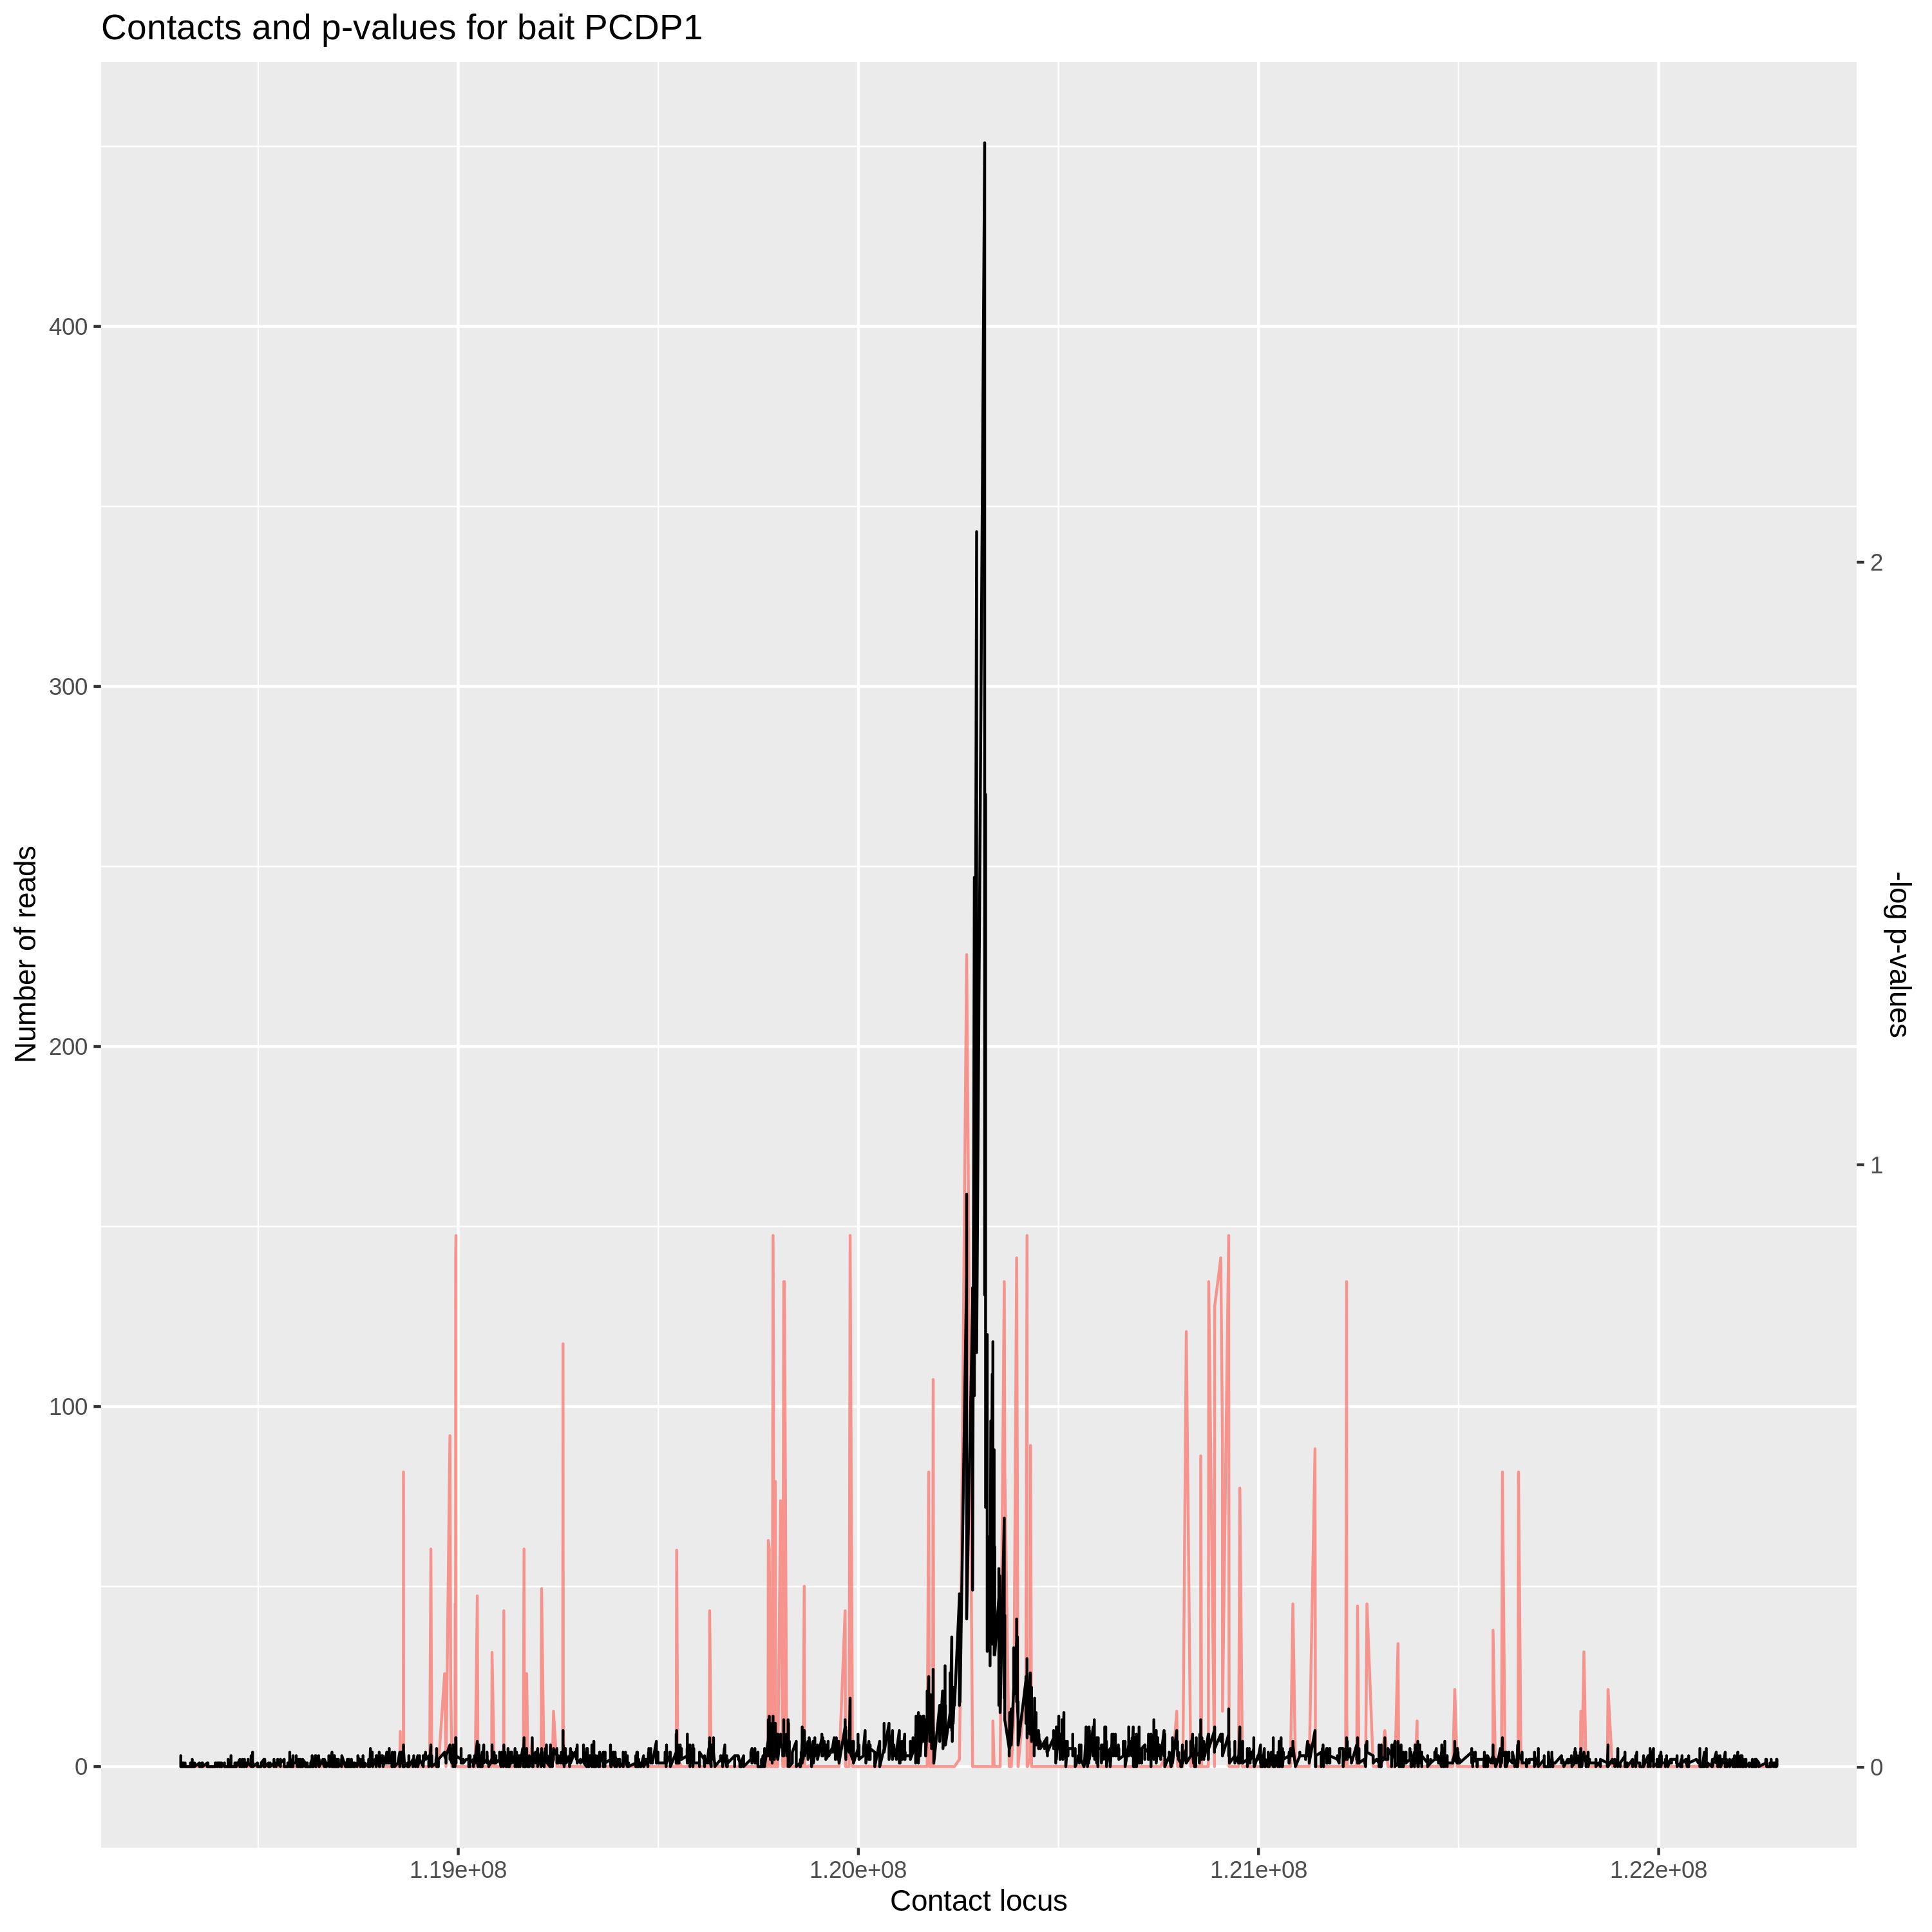 Contacts and p-values for bait PCDP1
Number of reads
400
300
200
100
0
2
1
0
-log p-values
1.19e+08
1.20e+08
1.21e+08
1.22e+08
Contact locus